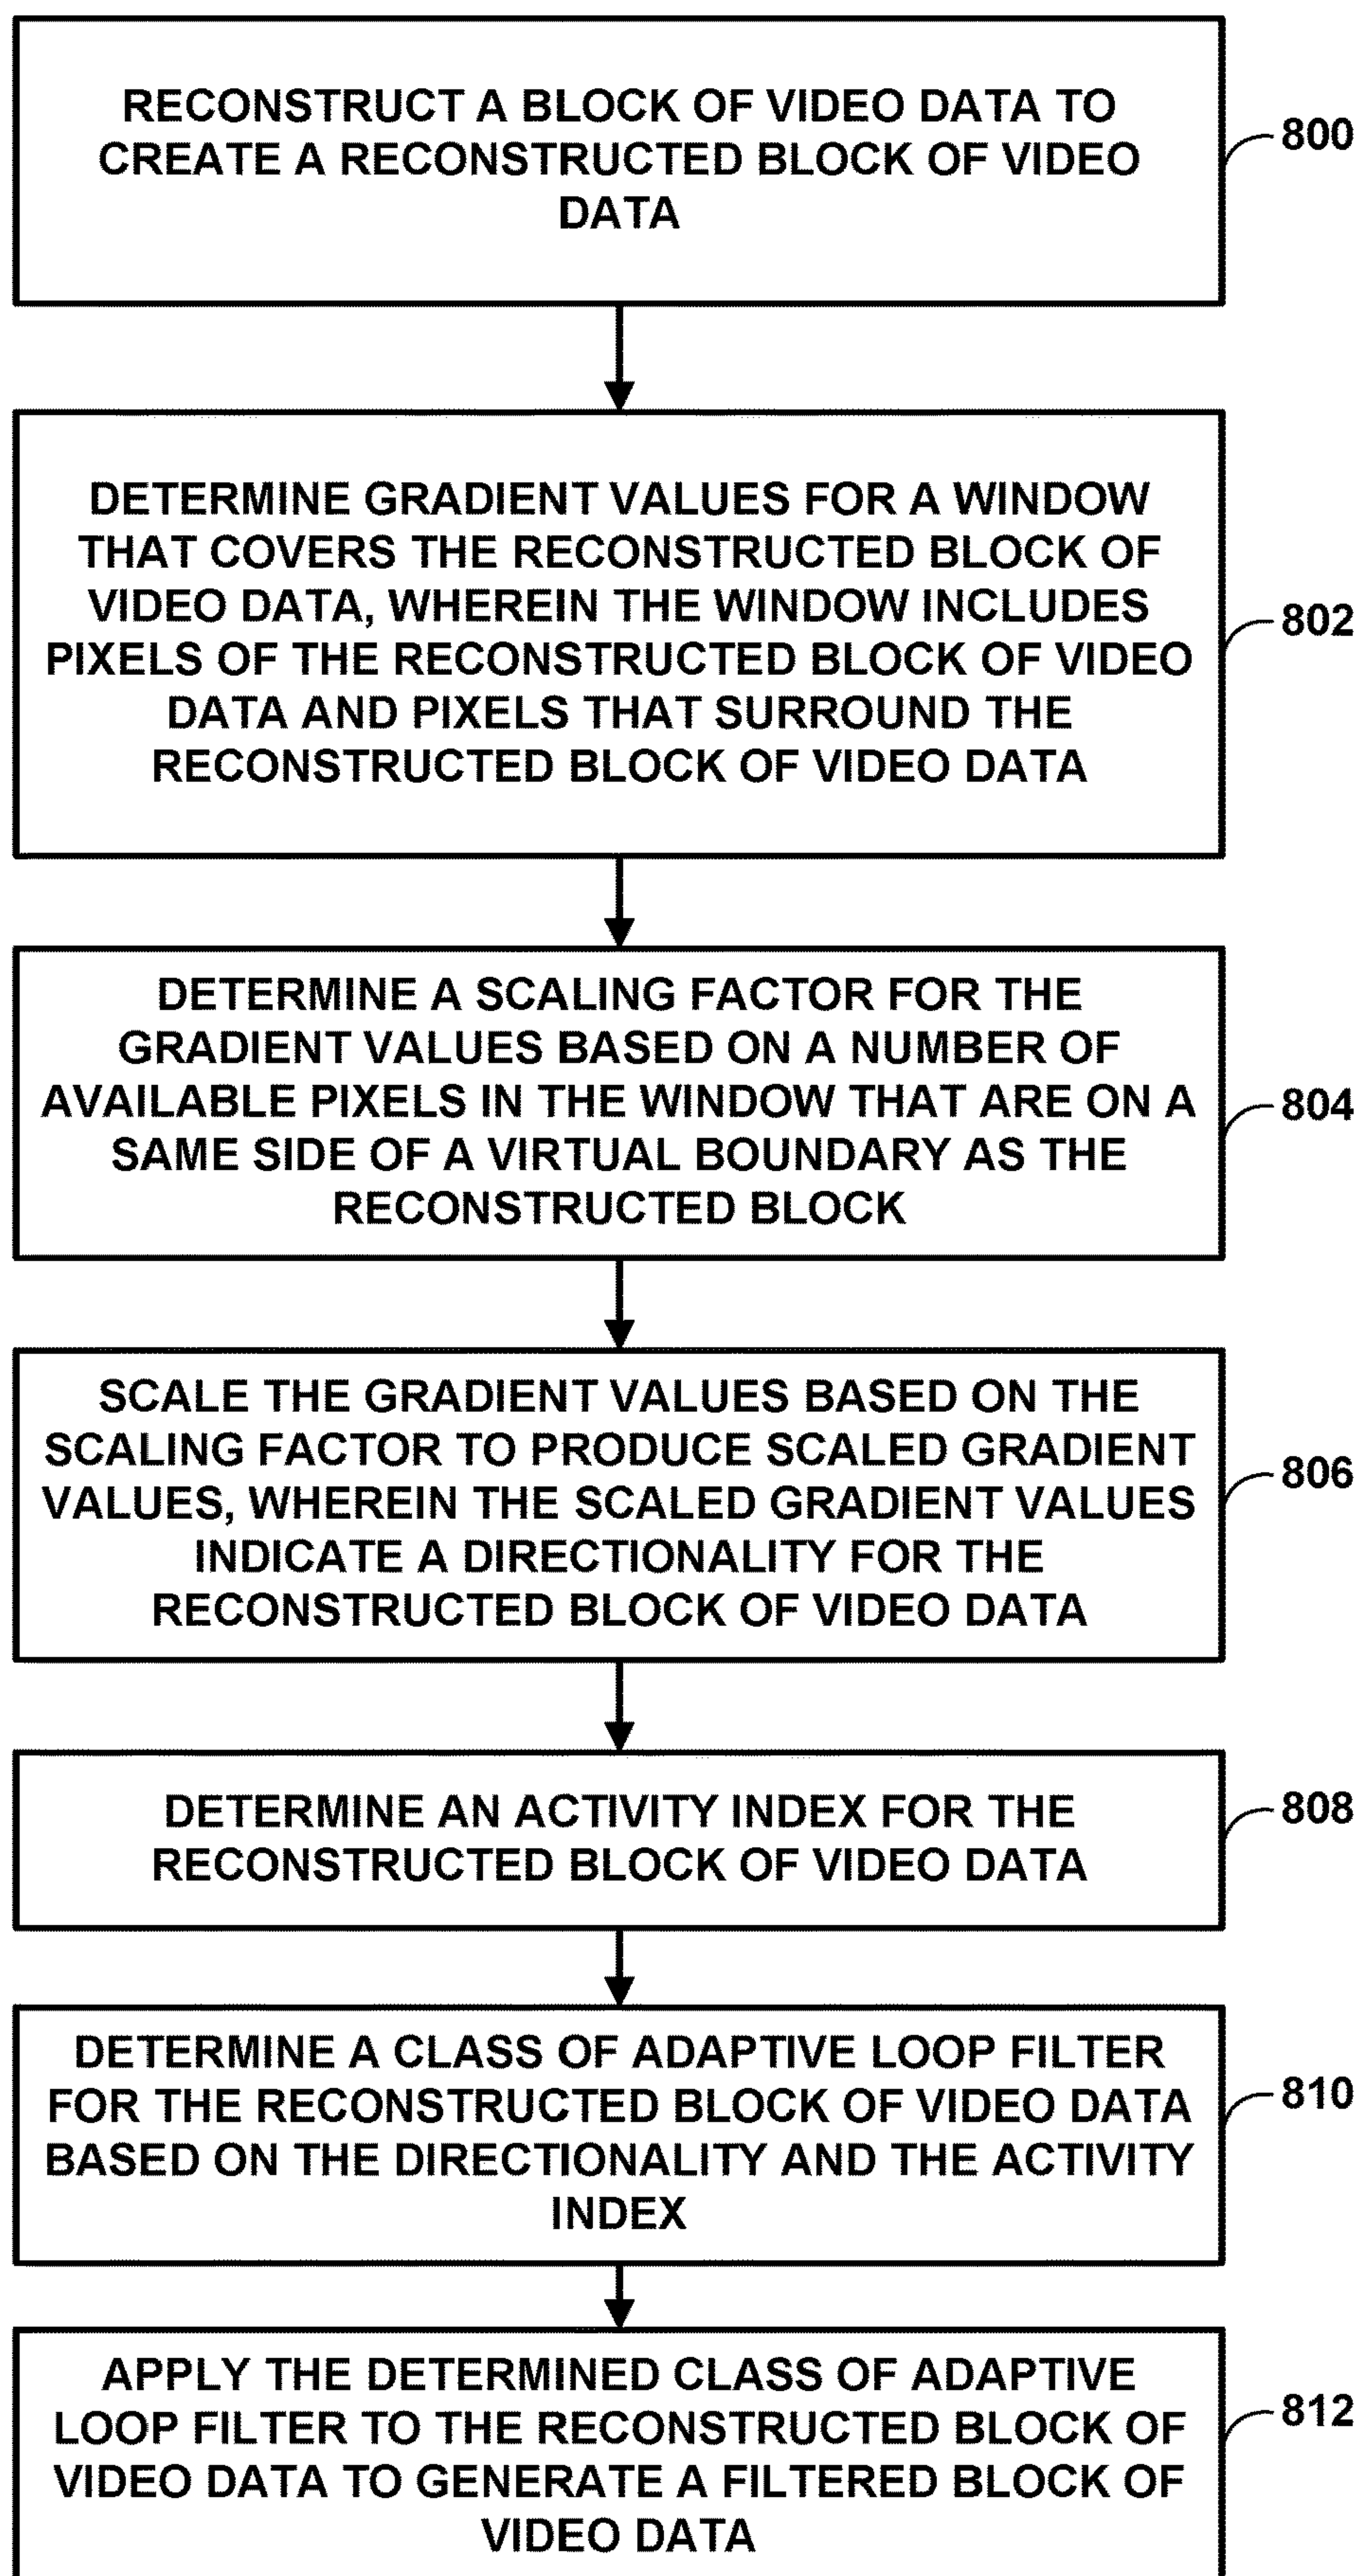 RECONSTRUCT A BLOCK OF VIDEO DATA TO
CREATE A RECONSTRUCTED BLOCK OF VIDEO
DATA
800
DETERMINE GRADIENT VALUES FOR A WINDOW
THAT COVERS THE RECONSTRUCTED BLOCK OF
VIDEO DATA, WHEREIN THE WINDOW INCLUDES
PIXELS OF THE RECONSTRUCTED BLOCK OF VIDEO
DATA AND PIXELS THAT SURROUND THE
RECONSTRUCTED BLOCK OF VIDEO DATA
802
DETERMINE A SCALING FACTOR FOR THE
GRADIENT VALUES BASED ON A NUMBER OF
AVAILABLE PIXELS IN THE WINDOW THAT ARE ON A
SAME SIDE OF A VIRTUAL BOUNDARY AS THE
RECONSTRUCTED BLOCK
804
SCALE THE GRADIENT VALUES BASED ON THE
SCALING FACTOR TO PRODUCE SCALED GRADIENT
VALUES, WHEREIN THE SCALED GRADIENT VALUES
INDICATE A DIRECTIONALITY FOR THE
RECONSTRUCTED BLOCK OF VIDEO DATA
806
DETERMINE AN ACTIVITY INDEX FOR THE
RECONSTRUCTED BLOCK OF VIDEO DATA
808
DETERMINE A CLASS OF ADAPTIVE LOOP FILTER
FOR THE RECONSTRUCTED BLOCK OF VIDEO DATA
BASED ON THE DIRECTIONALITY AND THE ACTIVITY
INDEX
810
APPLY THE DETERMINED CLASS OF ADAPTIVE
LOOP FILTER TO THE RECONSTRUCTED BLOCK OF
VIDEO DATA TO GENERATE A FILTERED BLOCK OF
VIDEO DATA
812